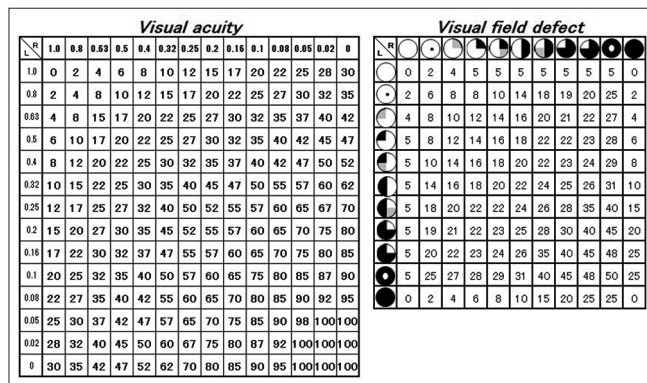 Visual acuity
R L 1.0 0.8 0.63 0.5 0.4 0.32 0.25 0.2 0.16 0.1 0.08 0.05 0.02 0
1.0 0 2 4 6 8 10 12 15 17 20 22 25 28 30
0.8 2 4 8 10 12 15 17 20 22 25 27 30 32 35
0.63 4 8 15 17 20 22 25 27 30 32 35 37 40 42
0.5 6 10 17 20 22 25 27 30 32 35 40 42 45 47
0.4 8 12 20 22 25 30 32 35 37 40 42 47 50 52
0.32 10 15 22 25 30 35 40 45 47 50 55 57 60 62
0.25 12 17 25 27 32 40 50 52 55 57 60 65 67 70
0.2 15 20 27 30 35 45 52 55 57 60 65 70 75 80
0.16 17 22 30 32 37 47 55 57 60 65 70 75 80 85
0.1 20 25 32 35 40 50 57 60 65 75 80 85 87 90
0.08 22 27 35 40 42 55 60 65 70 80 85 90 92 95
0.05 25 30 37 42 47 57 65 70 75 85 90 98 100 100
0.02 28 32 40 45 50 60 67 75 80 87 92 100 100 100
0 30 35 42 47 52 62 70 80 85 90 95 100 100 100
Visual field defect
R L
0 2 4 5 5 5 5 5 5 5 0
2 6 8 8 10 14 18 19 20 25 2
4 8 10 12 14 16 20 21 22 27 4
5 8 12 14 16 18 22 22 23 28 6
5 10 14 16 18 20 22 23 24 29 8
5 14 16 18 20 22 24 25 26 31 10
5 18 20 22 22 24 26 28 35 40 15
5 19 21 22 23 25 28 30 40 45 20
5 20 22 23 24 26 35 40 45 48 25
5 25 27 28 29 31 40 45 48 50 25
0 2 4 6 8 10 15 20 25 25 0